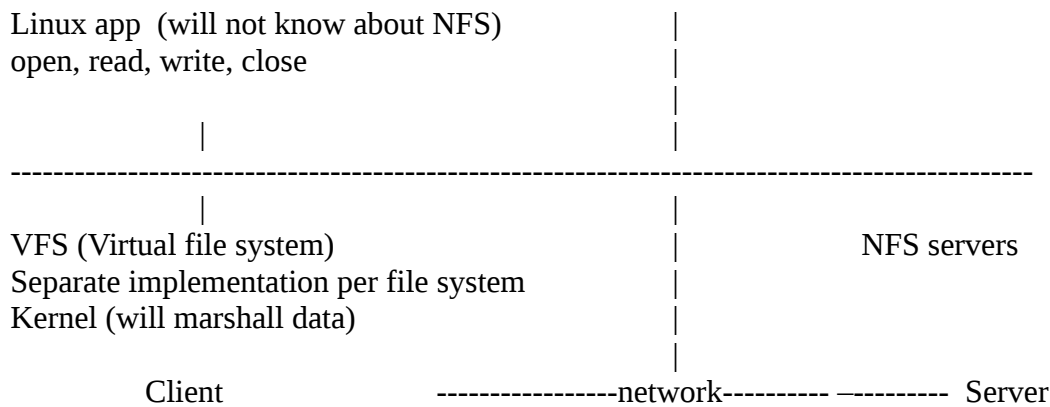 Linux app (will not know about NFS) |
open, read, write, close |
|
| |
-----------------------------------------------------------------------------------------------
| |
VFS (Virtual file system) | NFS servers
Separate implementation per file system |
Kernel (will marshall data) |
|
Client -----------------network---------- –--------- Server